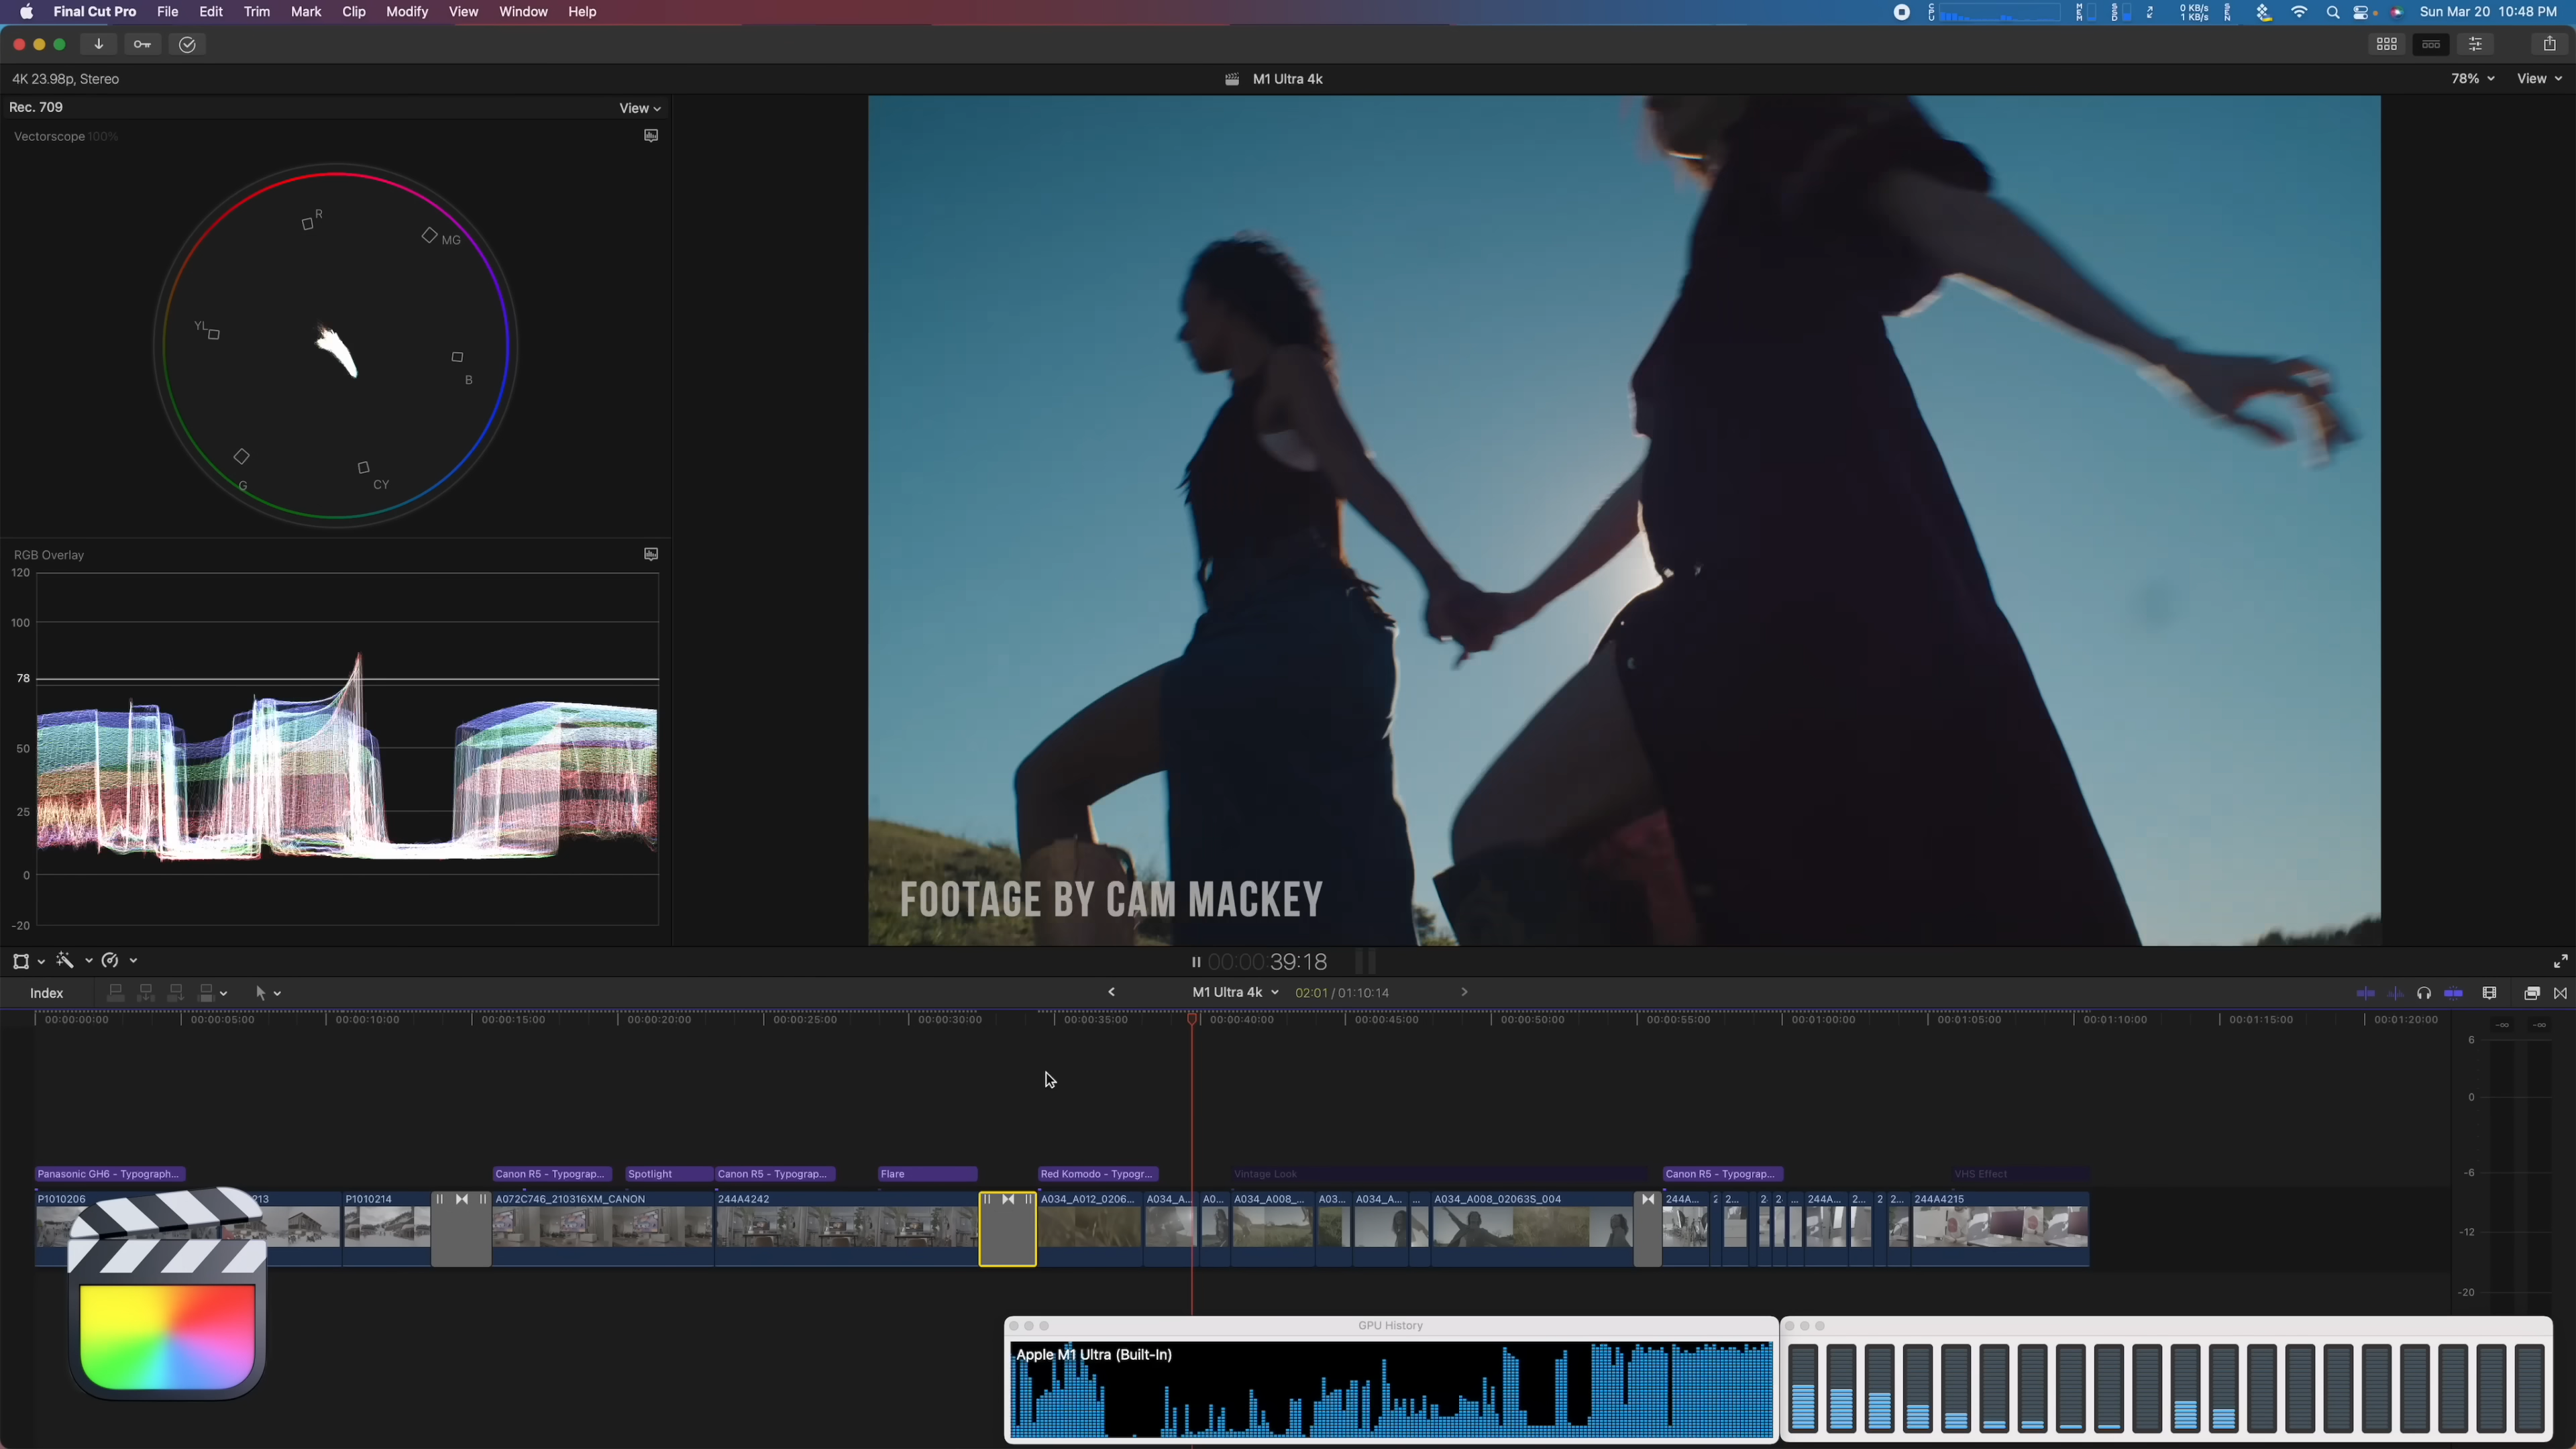 Final Cut Pro File Edit Trim Mark Clip Modify View Window Help
CPU MEM SSD 0 KB/s 1 KB/s SEN Sun Mar 20 10:48 PM
4K 23.98p, Stereo M1 Ultra 4k 78% View
Rec. 709 View
Vectorscope 100%
R
MG
YL
B
G
CY
RGB Overlay
120
100
78
50
25
0
-20
FOOTAGE BY CAM MACKEY
00:00:39:18
Index M1 Ultra 4k 02:01 / 01:10:14
00:00:00:00 00:00:05:00 00:00:10:00 00:00:15:00 00:00:20:00 00:00:25:00 00:00:30:00 00:00:35:00 00:00:40:00 00:00:45:00 00:00:50:00 00:00:55:00 00:01:00:00 00:01:05:00 00:01:10:00 00:01:15:00 00:01:20:00
-∞ -∞
6
0
-6
-12
-20
Panasonic GH6 - Typograph... Canon R5 - Typograp... Spotlight Canon R5 - Typograp... Flare Red Komodo - Typogr... Vintage Look Canon R5 - Typograp... VHS Effect
P1010206 213 P1010214 A072C746_210316XM_CANON 244A4242 A034_A012_0206... A034_A... A0... A034_A008_... A03... A034_A... ... A034_A008_02063S_004 244A... 2 2... 2 2 ... 244A... 2... 2 2... 244A4215
GPU History
Apple M1 Ultra (Built-In)